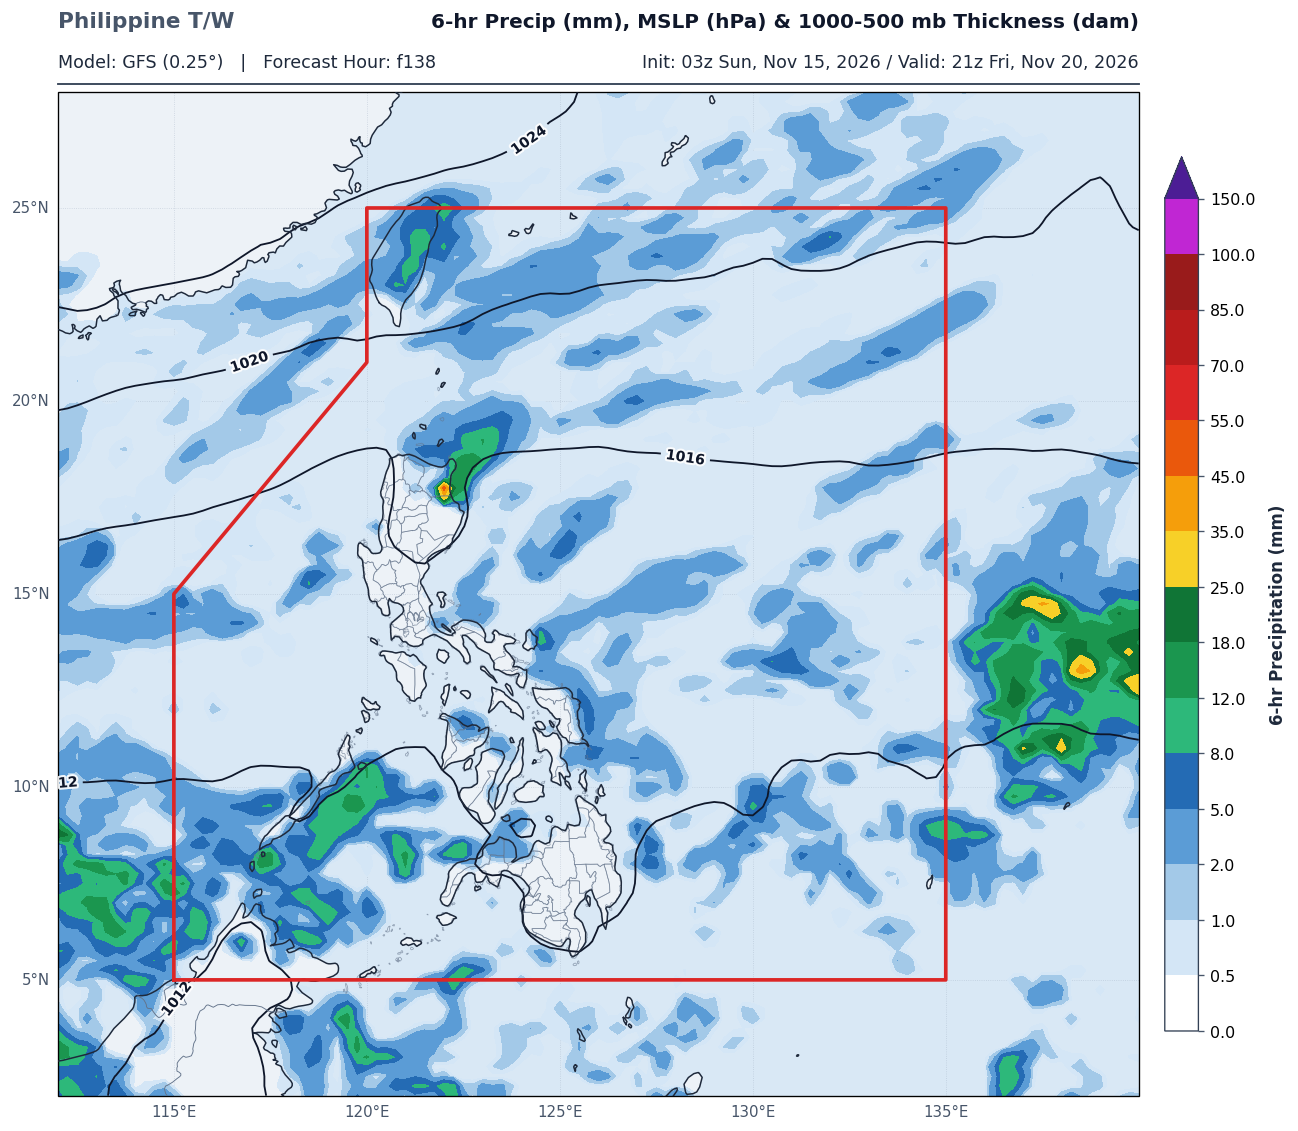 Philippine T/W
6-hr Precip (mm), MSLP (hPa) & 1000-500 mb Thickness (dam)
Model: GFS (0.25°) | Forecast Hour: f138
Init: 03z Sun, Nov 15, 2026 / Valid: 21z Fri, Nov 20, 2026
1024
1020
1016
12
1012
25°N
20°N
15°N
10°N
5°N
115°E
120°E
125°E
130°E
135°E
150.0
100.0
85.0
70.0
55.0
45.0
35.0
25.0
18.0
12.0
8.0
5.0
2.0
1.0
0.5
0.0
6-hr Precipitation (mm)